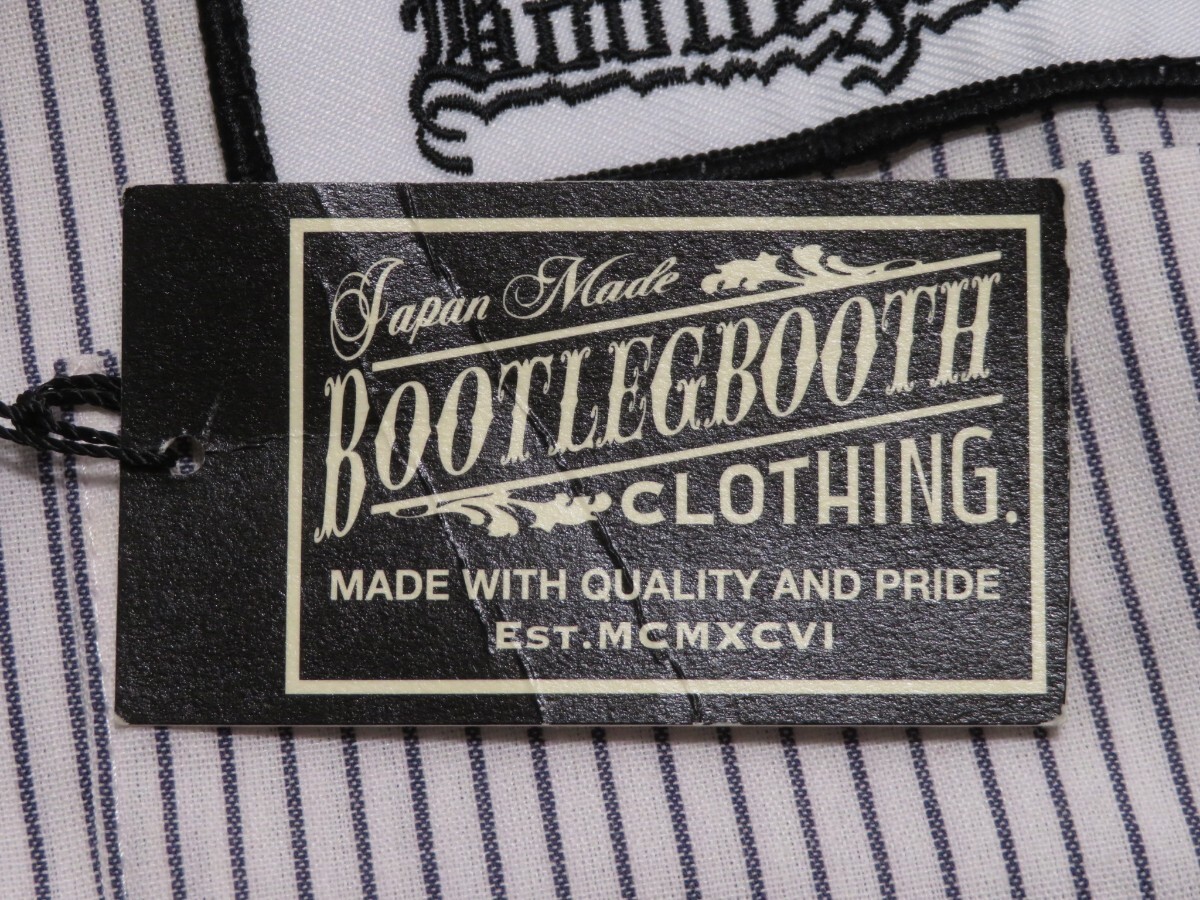 Japan Made
BOOTLEGBOOTH
CLOTHING.
MADE WITH QUALITY AND PRIDE
EST.MCMXCVI